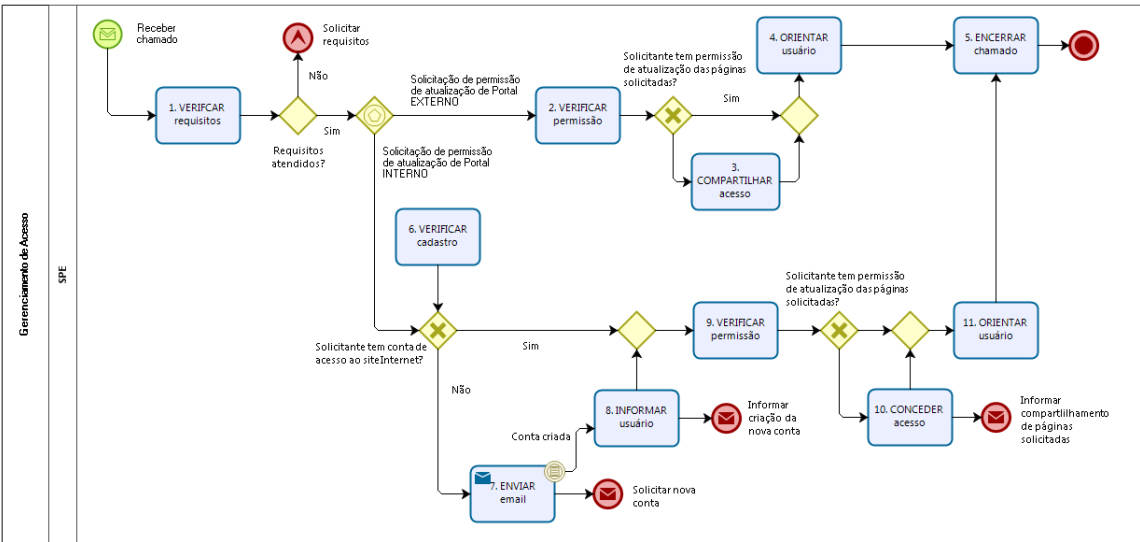 Gerenciamento de Acesso
SPE
Receber
chamado
1. VERIFCAR
requisitos
Solicitar
requisitos
Não
Sim
Requisitos
atendidos?
Solicitação de permissão
de atualização de Portal
EXTERNO
Solicitação de permissão
de atualização de Portal
INTERNO
2. VERIFICAR
permissão
Solicitante tem permissão
de atualização das páginas
solicitadas?
Sim
3.
COMPARTILHAR
acesso
4. ORIENTAR
usuário
5. ENCERRAR
chamado
6. VERIFICAR
cadastro
Solicitante tem conta de
acesso ao siteInternet?
Sim
Não
7. ENVIAR
email
Conta criada
Solicitar nova
conta
8. INFORMAR
usuário
Informar
criação da
nova conta
9. VERIFICAR
permissão
Solicitante tem permissão
de atualização das páginas
solicitadas?
10. CONCEDER
acesso
Informar
compartiilhamento
de páginas
solicitadas
11. ORIENTAR
usuário